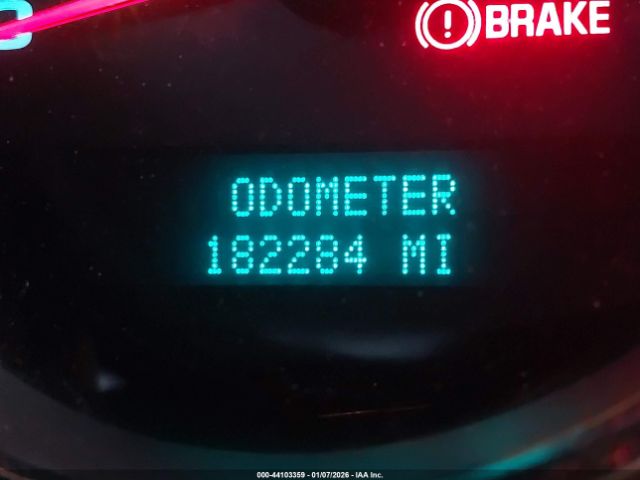 BRAKE
ODOMETER
182284 MI
000-44103359 - 01/07/2026 - IAA Inc.